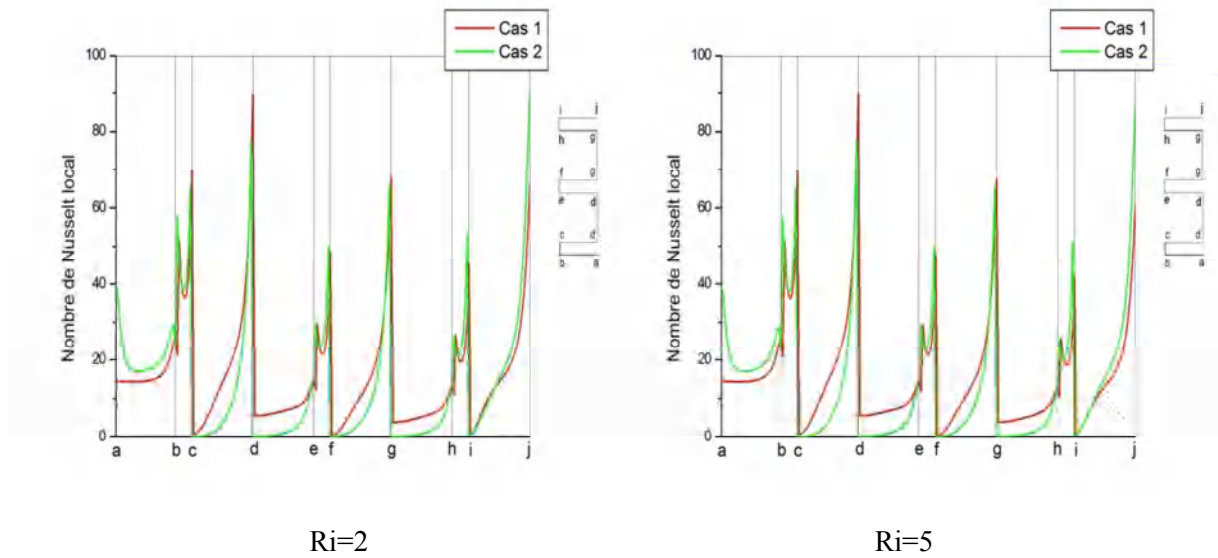 Cas 1
Cas 2
100
80
60
40
20
0
Nombre de Nusselt local
a b c d e f g h i j
i j
h g
f g
e d
c d
b a
Ri=2
Cas 1
Cas 2
100
80
60
40
20
0
Nombre de Nusselt local
a b c d e f g h i j
i j
h g
f g
e d
c d
b a
Ri=5